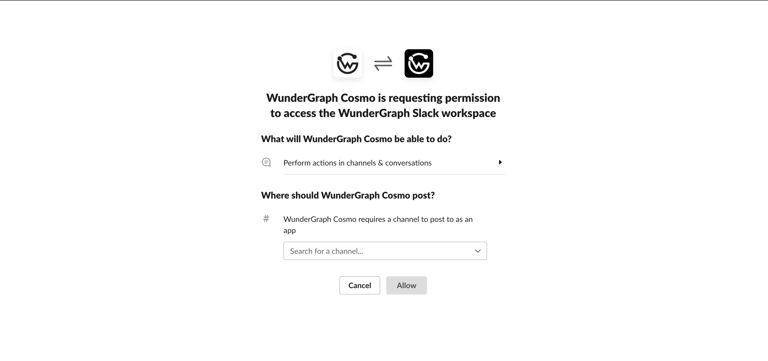 WunderGraph Cosmo is requesting permission
to access the WunderGraph Slack workspace
What will WunderGraph Cosmo be able to do?
Perform actions in channels & conversations
Where should WunderGraph Cosmo post?
# WunderGraph Cosmo requires a channel to post to as an
app
Search for a channel...
Cancel
Allow